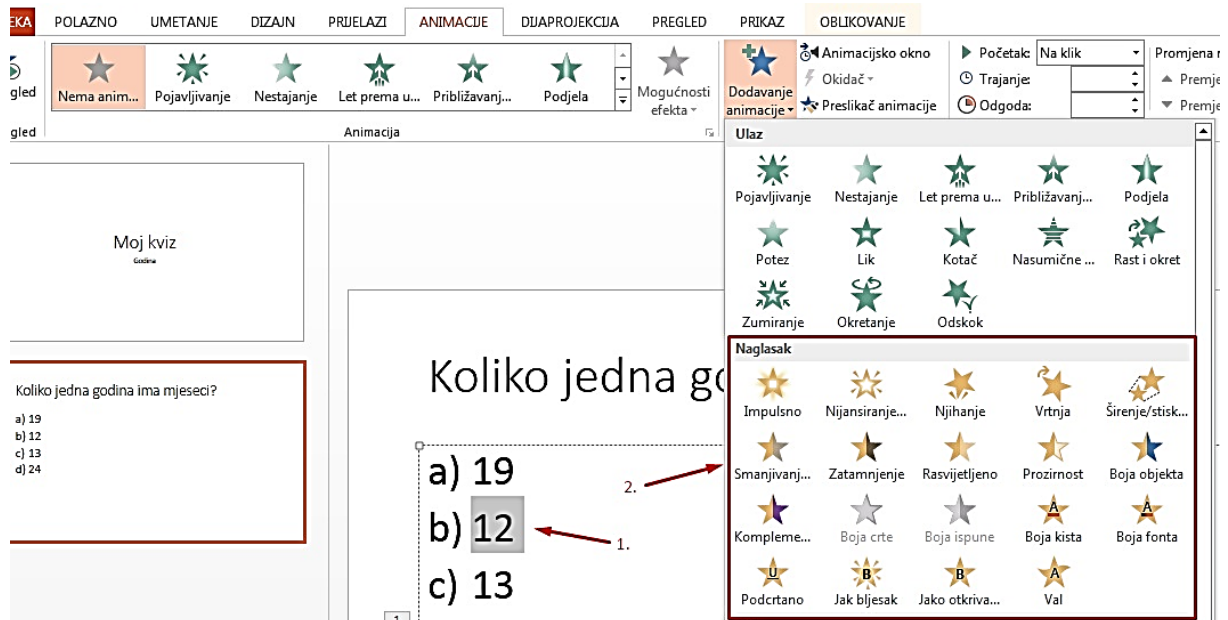 EKA POLAZNO UMETANJE DIZAJN PRIJELAZI ANIMACIJE DIJAPROJEKCIJA PREGLED PRIKAZ OBLIKOVANJE
gled Nema anim... Pojavljivanje Nestajanje Let prema u... Približavanj... Podjela
Mogućnosti
efekta
Dodavanje
animacije
Animacijsko okno
Okidač
Preslikač animacije
Početak: Na klik
Trajanje:
Odgoda:
Promjena r
Premje
Premje
gled Animacija
Ulaz
Pojavljivanje Nestajanje Let prema u... Približavanj... Podjela
Potez Lik Kotač Nasumične ... Rast i okret
Zumiranje Okretanje Odskok
Naglasak
Impulsno Nijansiranje... Njihanje Vrtnja Širenje/stisk...
Smanjivanj... Zatamnjenje Rasvijetljeno Prozirnost Boja objekta
Kompleme... Boja crte Boja ispune Boja kista Boja fonta
Podcrtano Jak bljesak Jako otkriva... Val
Moj kviz
Godina
Koliko jedna godina ima mjeseci?
a) 19
b) 12
c) 13
d) 24
Koliko jedna go
a) 19
b) 12
c) 13
1.
2.
1